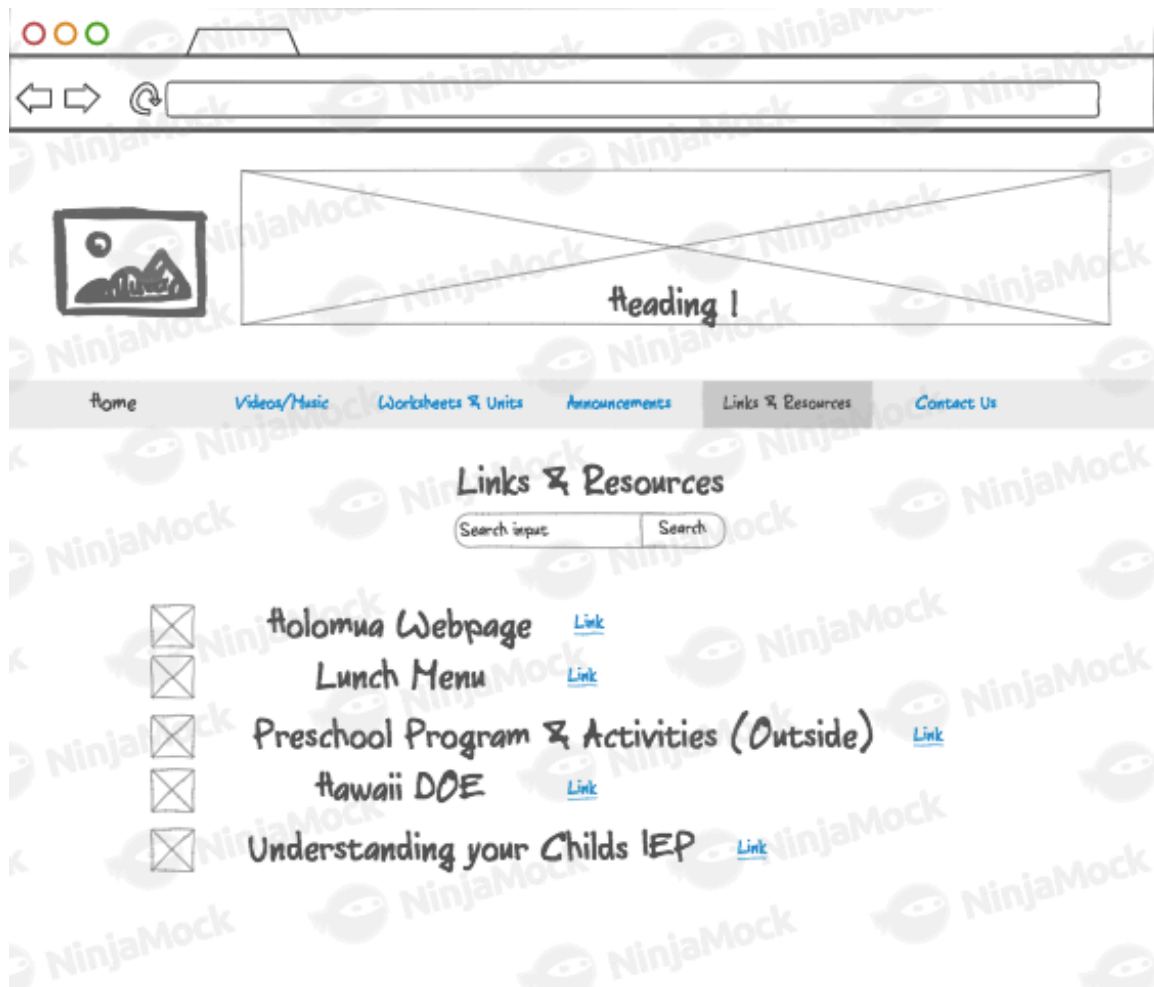 Heading 1
Home Videos/Music Worksheets & Units Announcements Links & Resources Contact Us
Links & Resources
Search input Search
Holomua Webpage Link
Lunch Menu Link
Preschool Program & Activities (Outside) Link
Hawaii DOE Link
Understanding your Childs IEP Link
NinjaMock